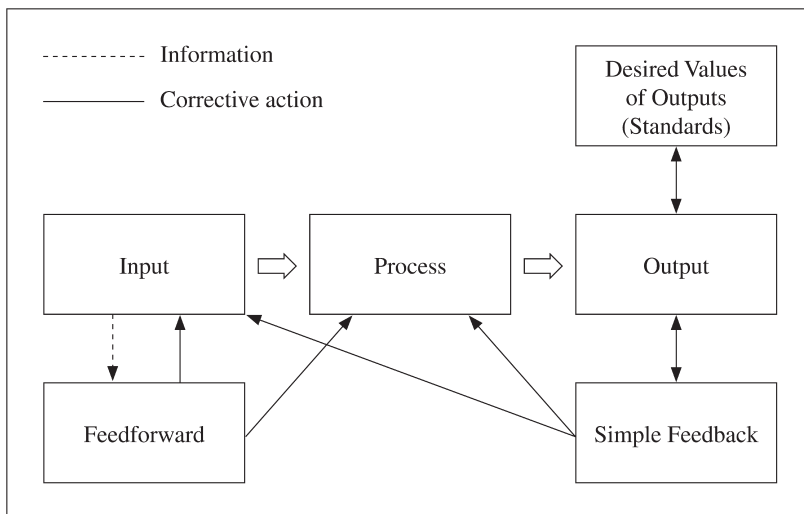 Information
Corrective action
Desired Values
of Outputs
(Standards)
Input
Process
Output
Feedforward
Simple Feedback